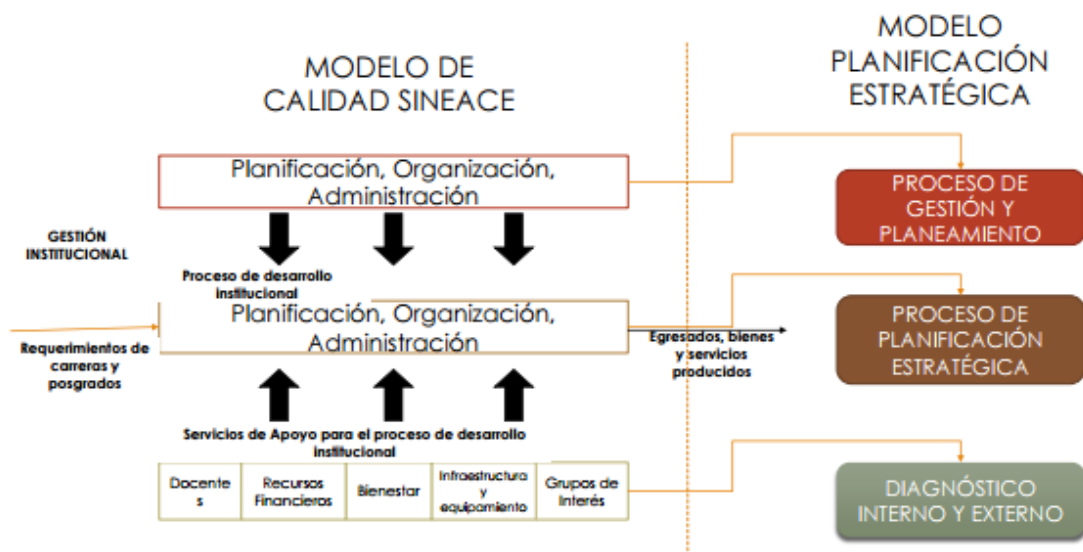 MODELO DE
CALIDAD SINEACE
MODELO
PLANIFICACIÓN
ESTRATÉGICA
Planificación, Organización,
Administración
PROCESO DE
GESTIÓN Y
PLANEAMIENTO
GESTIÓN
INSTITUCIONAL
Proceso de desarrollo
institucional
Planificación, Organización,
Administración
Requerimientos de
carreras y
posgrados
Egresados, bienes
y servicios
producidos
PROCESO DE
PLANIFICACIÓN
ESTRATÉGICA
Servicios de Apoyo para el proceso de desarrollo
institucional
Docente
s
Recursos
Financieros
Bienestar
Infraestructura
y
equipamiento
Grupos de
Interés
DIAGNÓSTICO
INTERNO Y EXTERNO